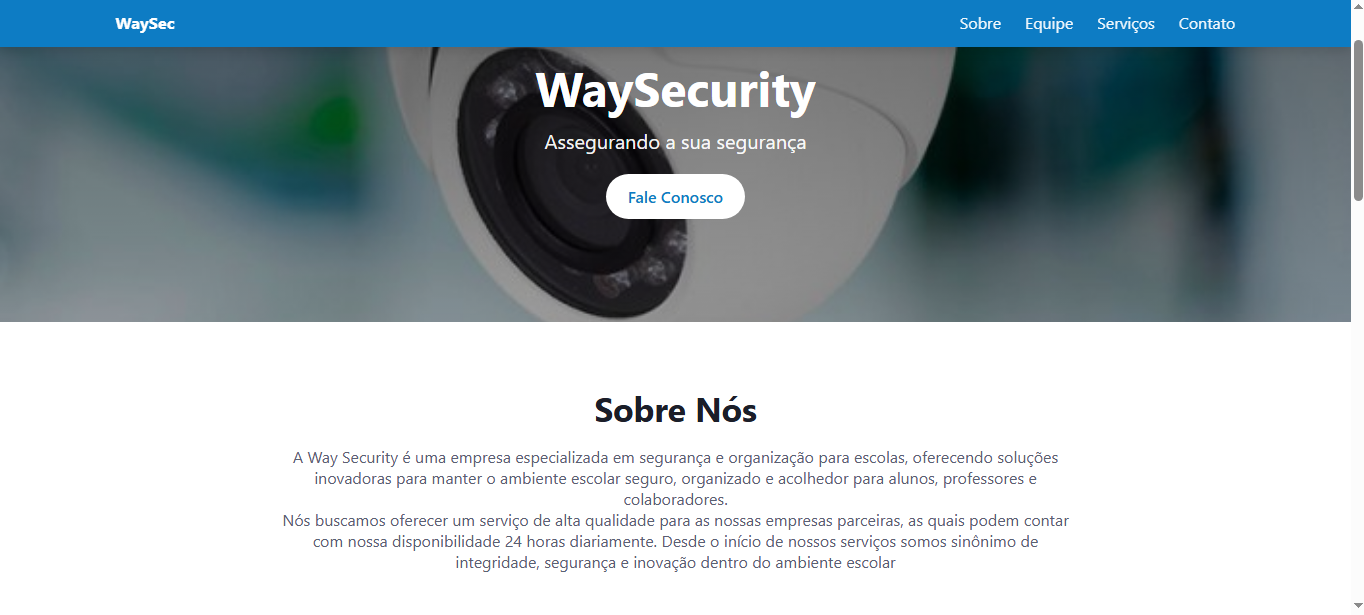 WaySec
Sobre Equipe Serviços Contato
WaySecurity
Assegurando a sua segurança
Fale Conosco
Sobre Nós
A Way Security é uma empresa especializada em segurança e organização para escolas, oferecendo soluções
inovadoras para manter o ambiente escolar seguro, organizado e acolhedor para alunos, professores e
colaboradores.
Nós buscamos oferecer um serviço de alta qualidade para as nossas empresas parceiras, as quais podem contar
com nossa disponibilidade 24 horas diariamente. Desde o início de nossos serviços somos sinônimo de
integridade, segurança e inovação dentro do ambiente escolar